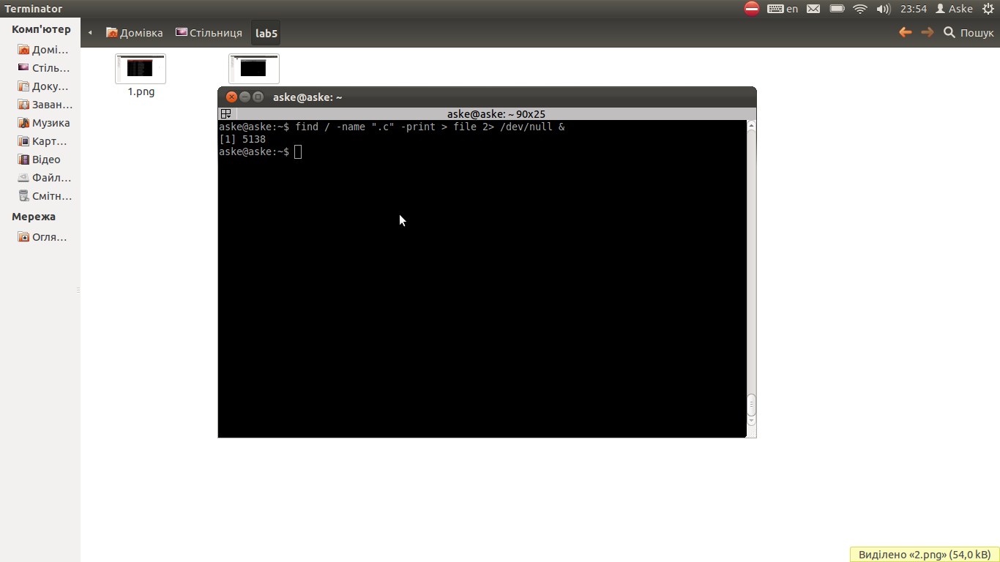 Terminator
en
23:54
Aske
Комп'ютер
Домі...
Стіль...
Доку...
Заван...
Музика
Карт...
Відео
Файл...
Смітн...
Мережа
Огля...
Домівка
Стільниця
lab5
Пошук
1.png
aske@aske: ~
aske@aske: ~ 90x25
aske@aske:~$ find / -name ".c" -print > file 2> /dev/null &
[1] 5138
aske@aske:~$
Виділено «2.png» (54,0 kB)